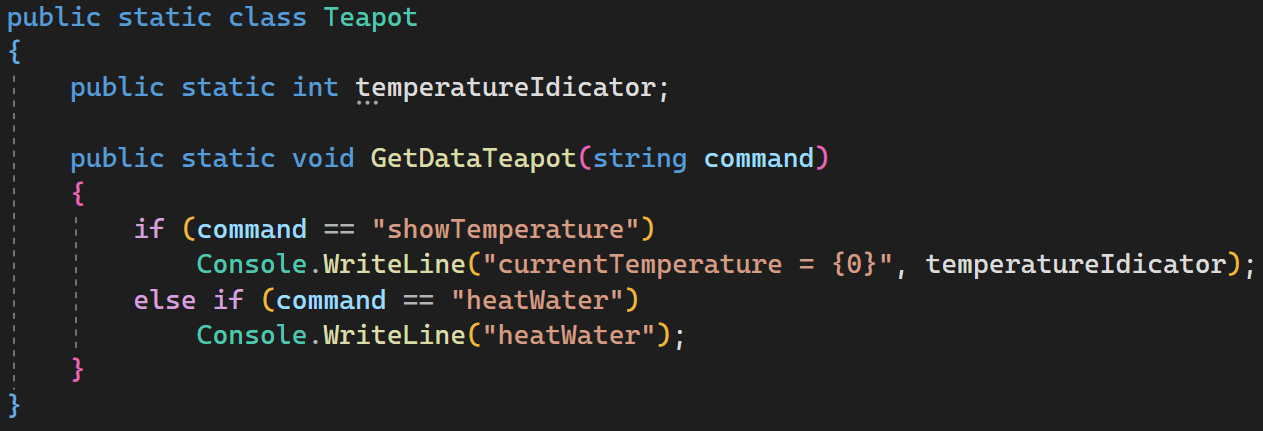 public static class Teapot
{
    public static int temperatureIdicator;
    public static void GetDataTeapot(string command)
    {
        if (command == "showTemperature")
            Console.WriteLine("currentTemperature = {0}", temperatureIdicator);
        else if (command == "heatWater")
            Console.WriteLine("heatWater");
    }
}